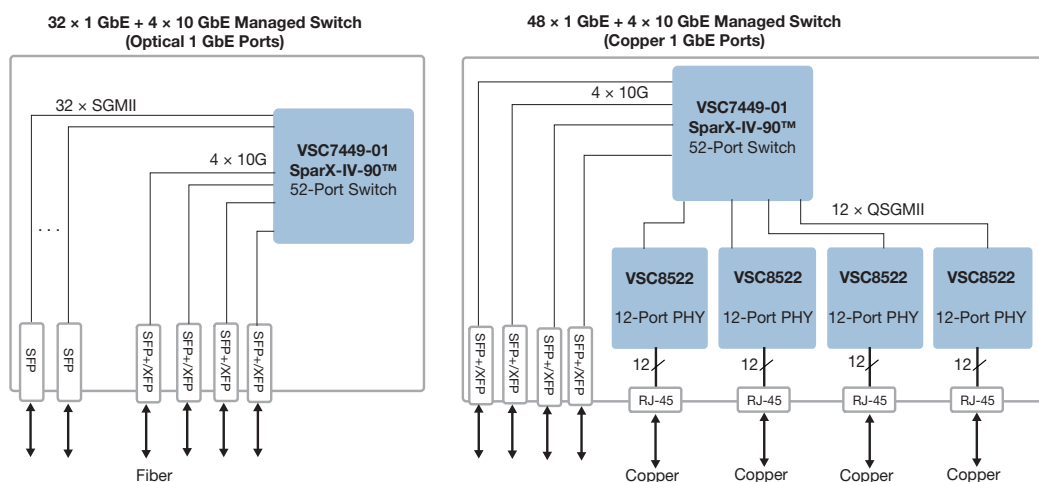 32 × 1 GbE + 4 × 10 GbE Managed Switch
(Optical 1 GbE Ports)
32 × SGMII
VSC7449-01
SparX-IV-90™
52-Port Switch
4 × 10G
. . .
SFP
SFP
SFP+/XFP
SFP+/XFP
SFP+/XFP
SFP+/XFP
Fiber
48 × 1 GbE + 4 × 10 GbE Managed Switch
(Copper 1 GbE Ports)
4 × 10G
VSC7449-01
SparX-IV-90™
52-Port Switch
12 × QSGMII
VSC8522
12-Port PHY
VSC8522
12-Port PHY
VSC8522
12-Port PHY
VSC8522
12-Port PHY
12
12
12
12
SFP+/XFP
SFP+/XFP
SFP+/XFP
SFP+/XFP
RJ-45
RJ-45
RJ-45
RJ-45
Copper
Copper
Copper
Copper